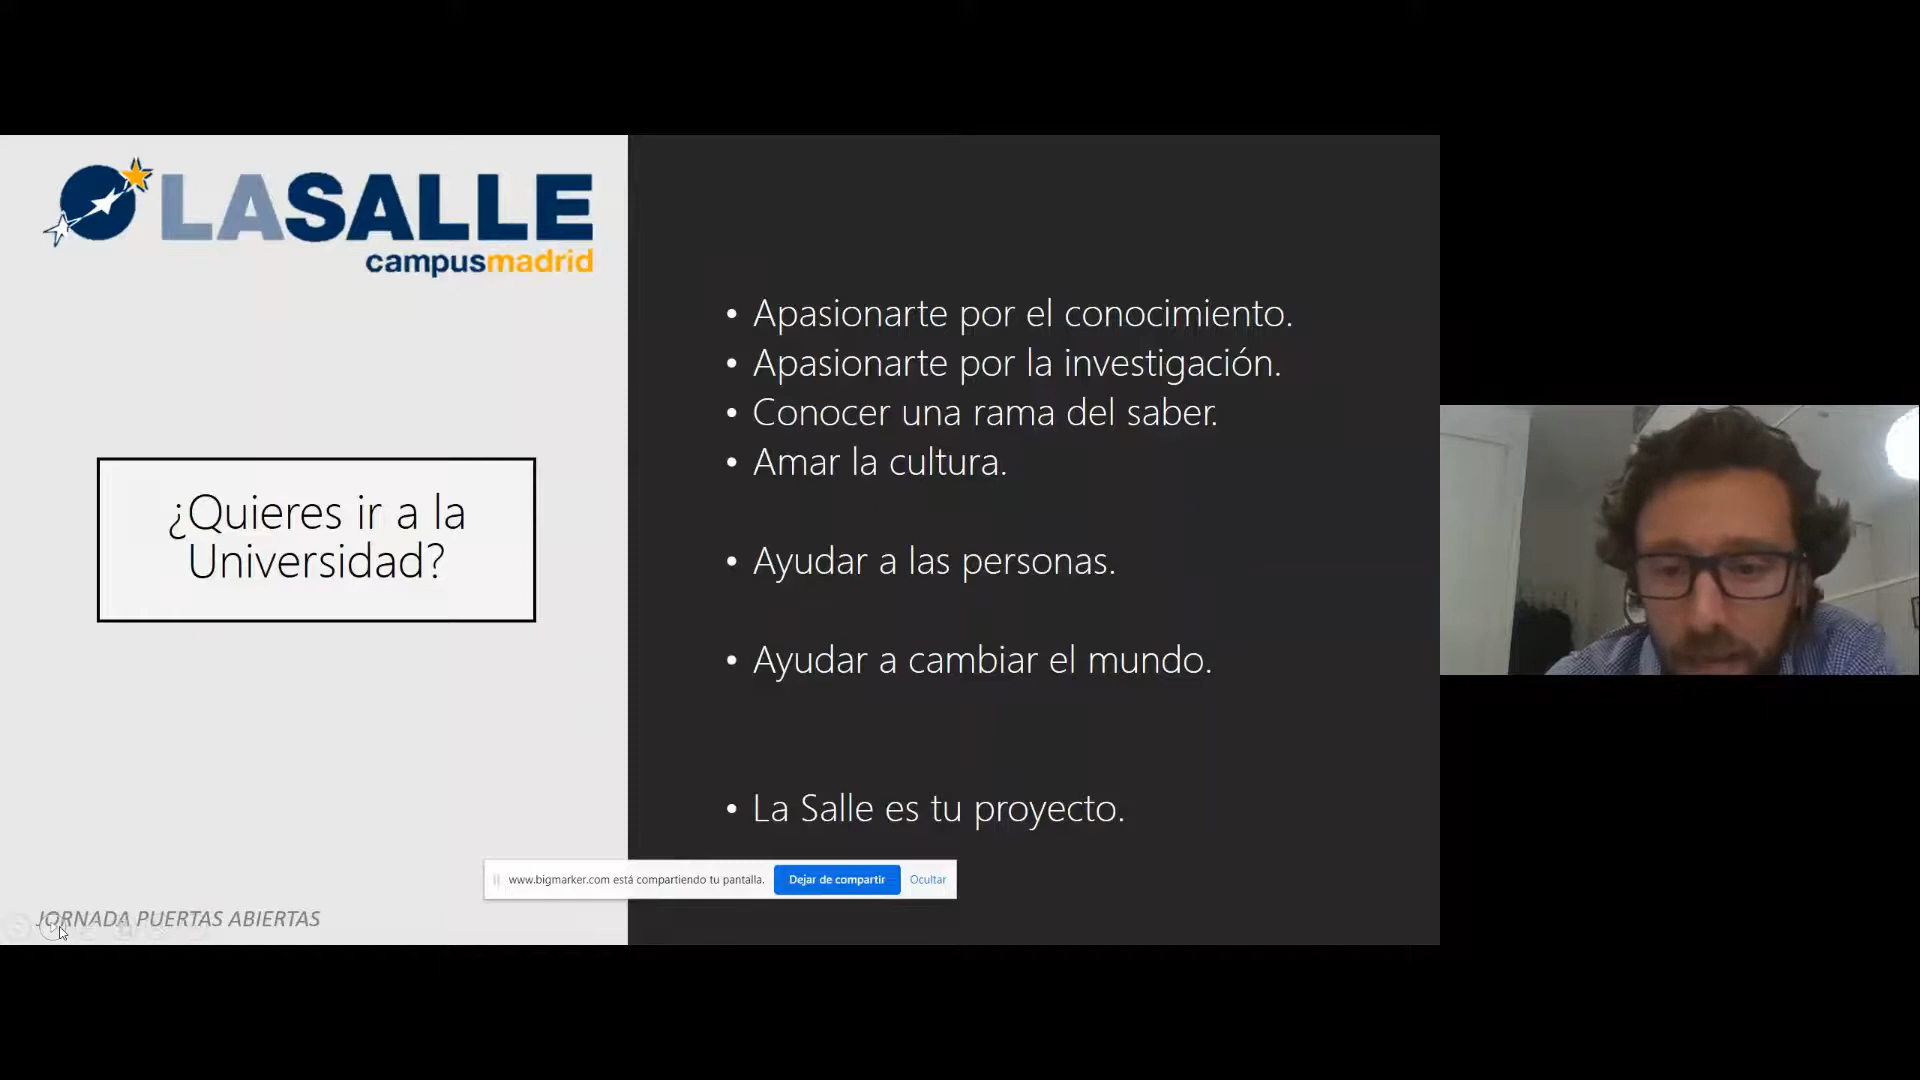 LASALLE
campusmadrid
¿Quieres ir a la
Universidad?
• Apasionarte por el conocimiento.
• Apasionarte por la investigación.
• Conocer una rama del saber.
• Amar la cultura.
• Ayudar a las personas.
• Ayudar a cambiar el mundo.
• La Salle es tu proyecto.
www.bigmarker.com está compartiendo tu pantalla. Dejar de compartir Ocultar
JORNADA PUERTAS ABIERTAS